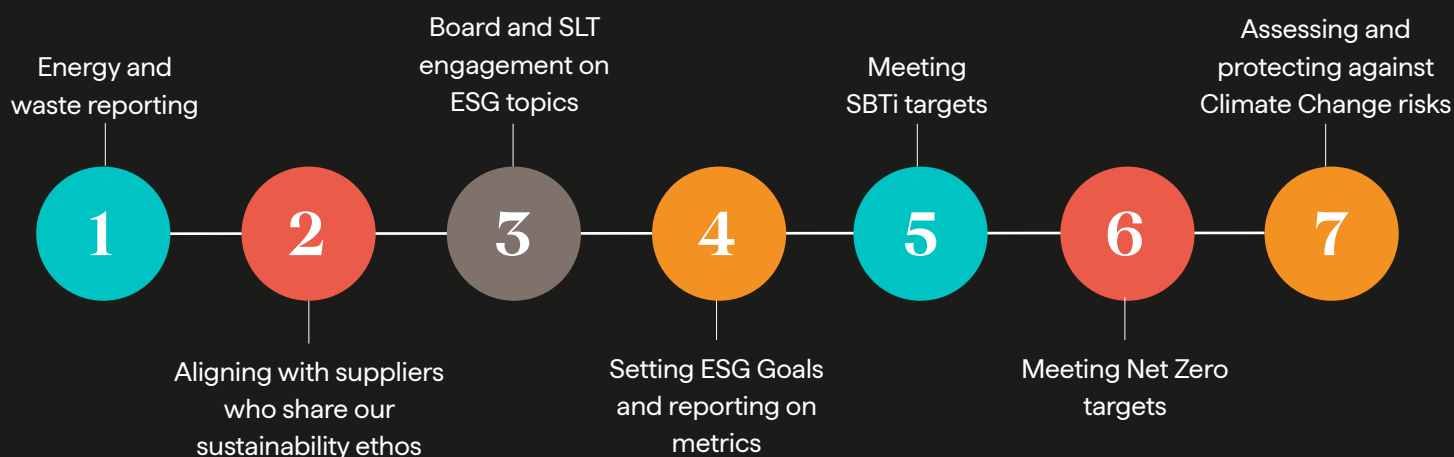 Energy and
waste reporting
1
Aligning with suppliers
who share our
sustainability ethos
2
Board and SLT
engagement on
ESG topics
3
Setting ESG Goals
and reporting on
metrics
4
Meeting
SBTi targets
5
Meeting Net Zero
targets
6
Assessing and
protecting against
Climate Change risks
7